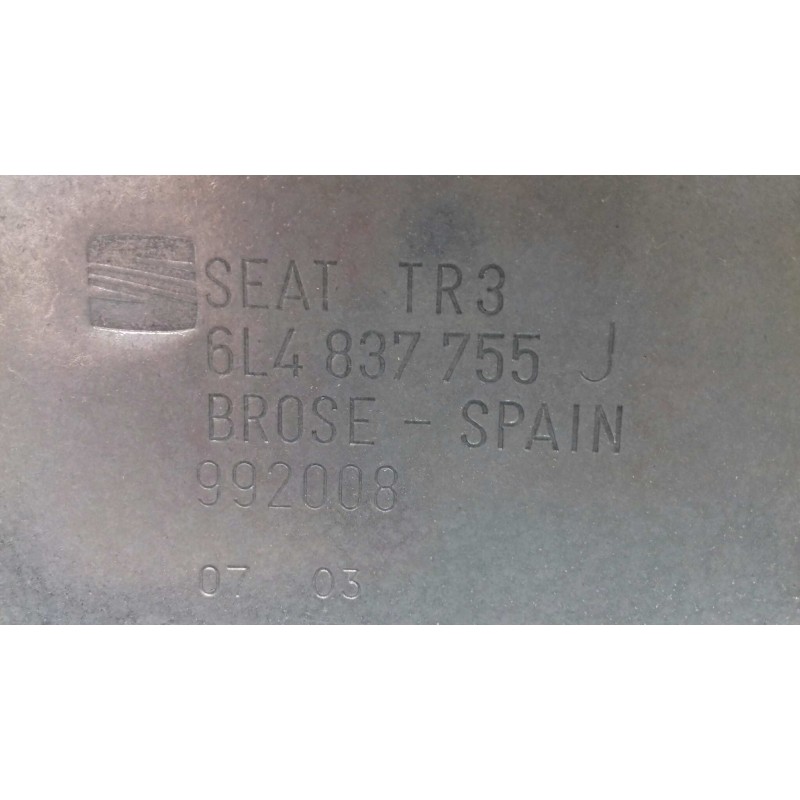 SEAT TR3
6L4 837 755 J
BROSE - SPAIN
992008
07 03